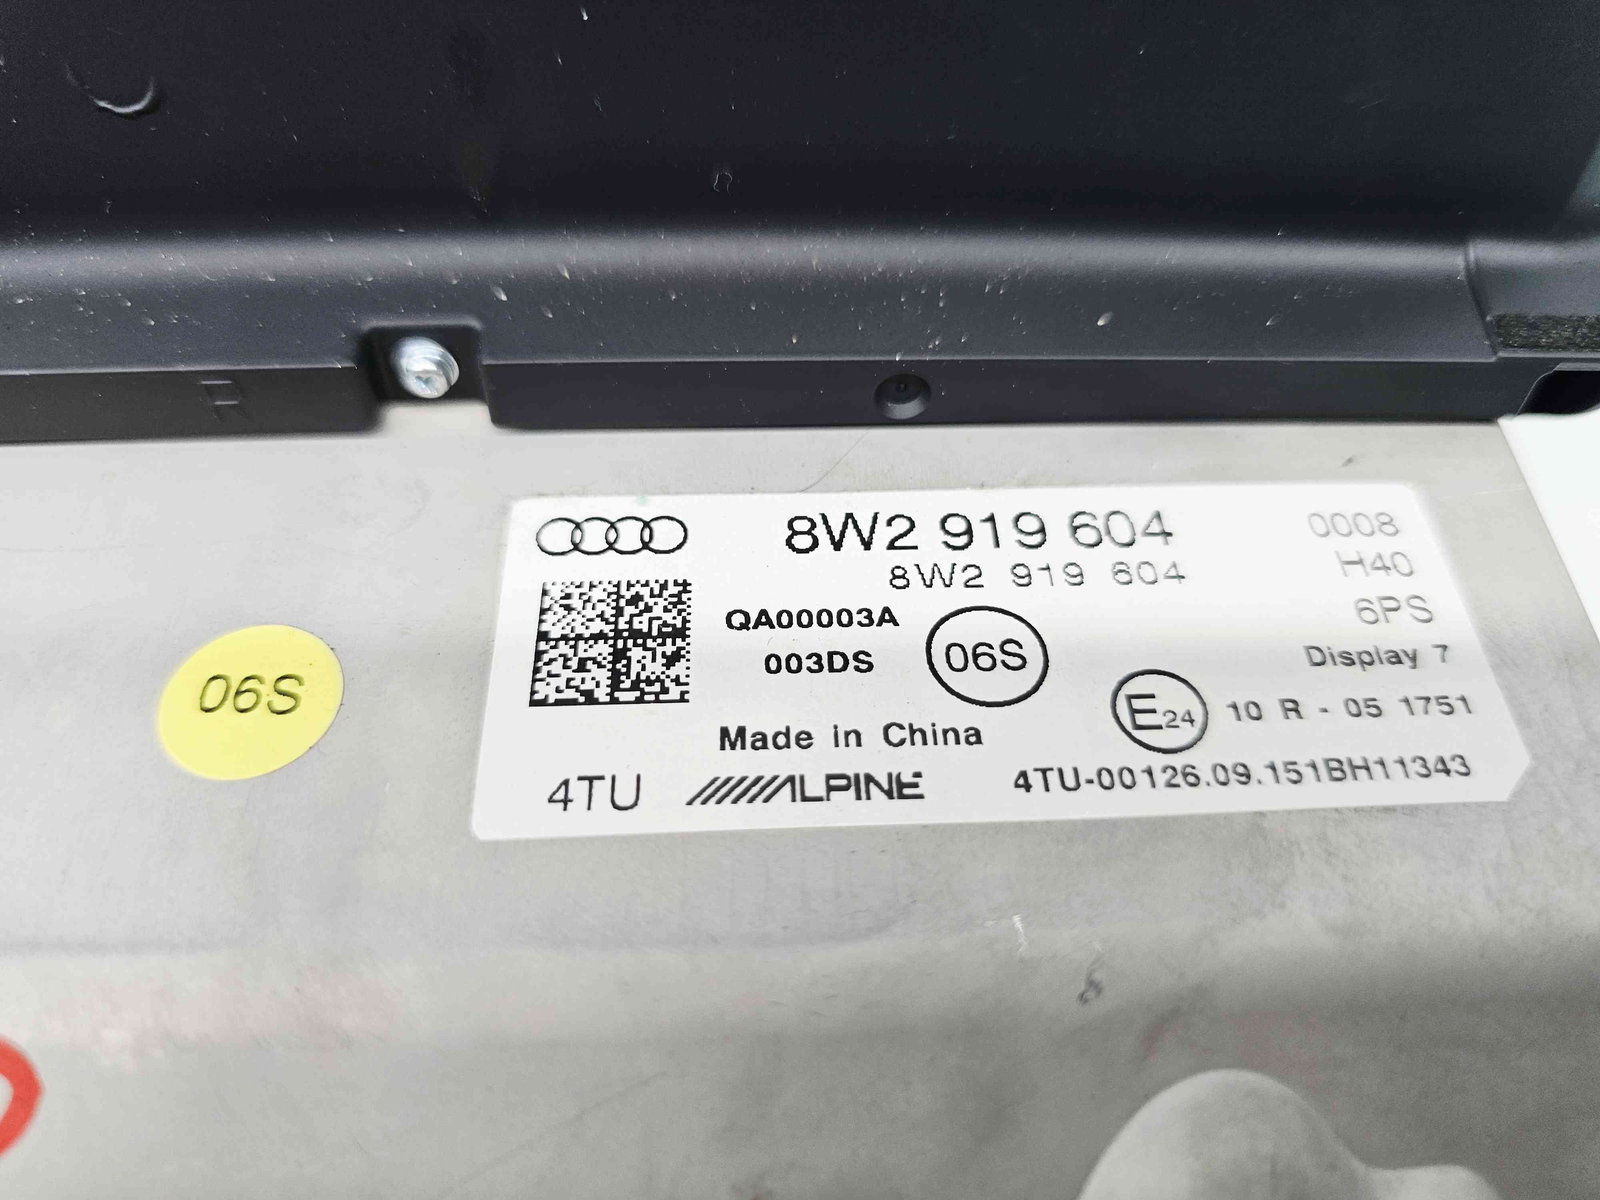 8W2 919 604 0008
8W2 919 604 H40
QA00003A 6PS
003DS 06S Display 7
E24 10 R - 05 1751
Made in China
4TU ALPINE 4TU-00126.09.151BH11343
06S
R